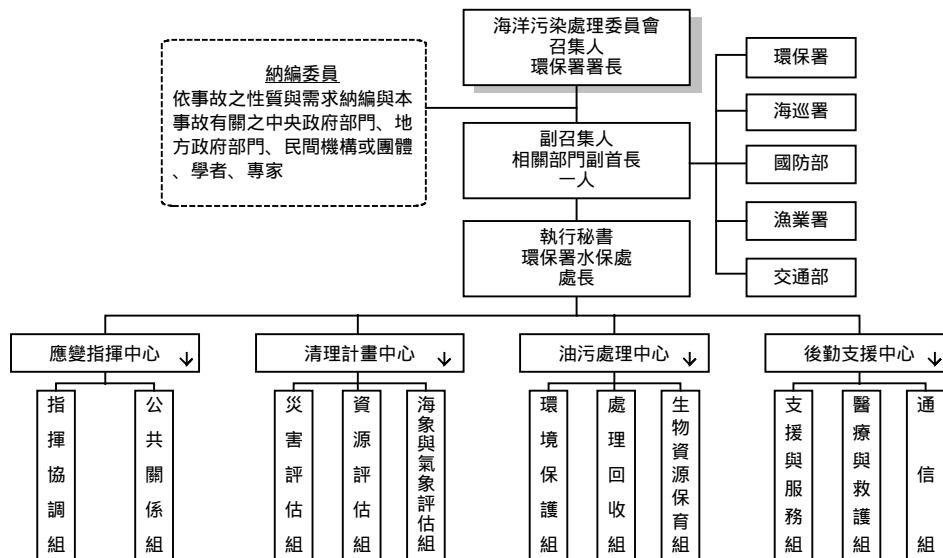 海洋污染處理委員會
召集人
環保署署長
納編委員
依事故之性質與需求納編與本
事故有關之中央政府部門、地
方政府部門、民間機構或團體
、學者、專家
副召集人
相關部門副首長
一人
執行秘書
環保署水保處
處長
環保署
海巡署
國防部
漁業署
交通部
應變指揮中心
清理計畫中心
油污處理中心
後勤支援中心
指揮協調組
公共關係組
災害評估組
資源評估組
海象與氣象評估組
環境保護組
處理回收組
生物資源保育組
支援與服務組
醫療與救護組
通信組